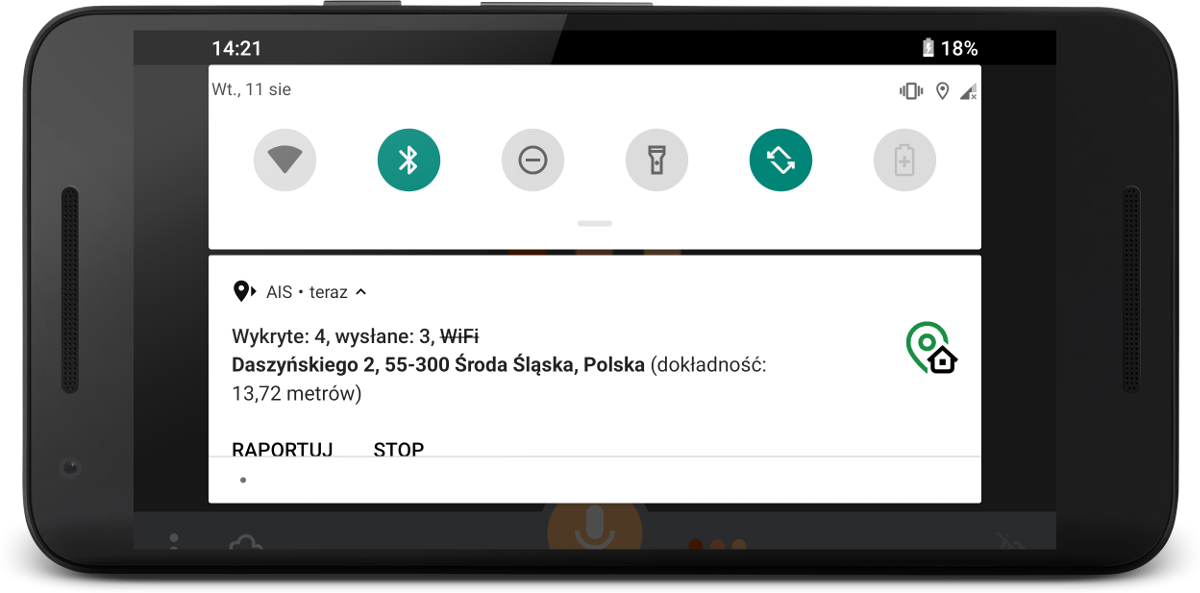 14:21 18%
Wt., 11 sie
AIS • teraz
Wykryte: 4, wysłane: 3, WiFi
Daszyńskiego 2, 55-300 Środa Śląska, Polska (dokładność:
13,72 metrów)
RAPORTUJ STOP